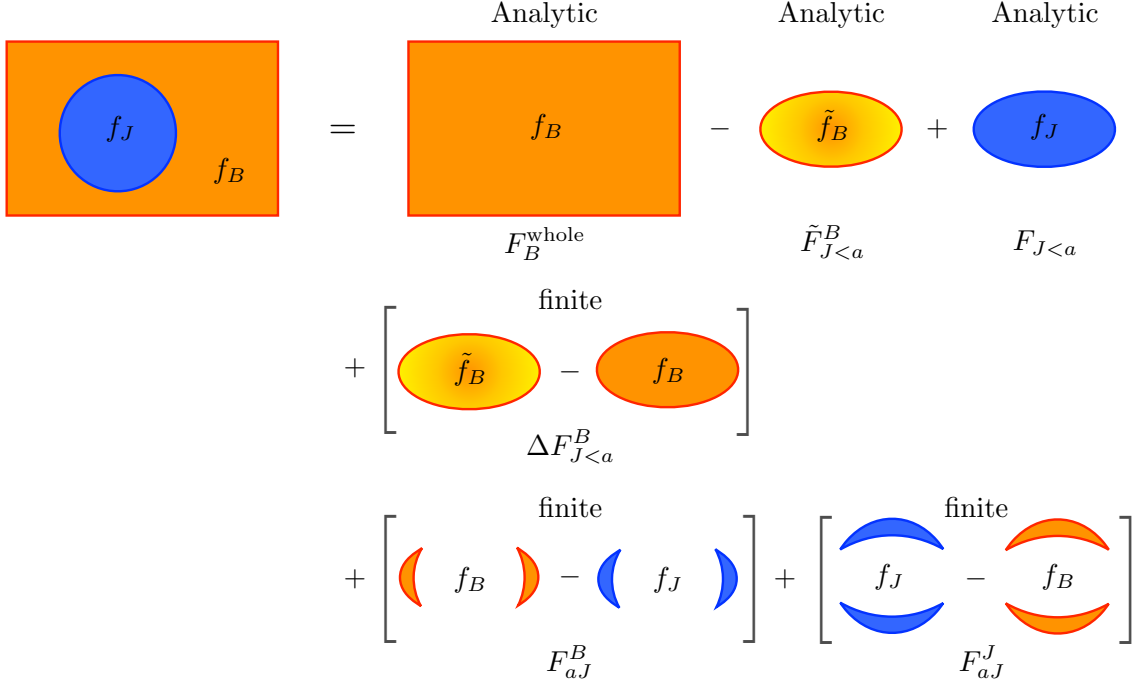 Analytic Analytic Analytic
f_J f_B = f_B − f̃_B + f_J
F_B^whole F̃_{J<a}^B F_{J<a}
finite
+ [ f̃_B − f_B ]
ΔF_{J<a}^B
finite finite
+ [ f_B − f_J ] + [ f_J − f_B ]
F_{aJ}^B F_{aJ}^J